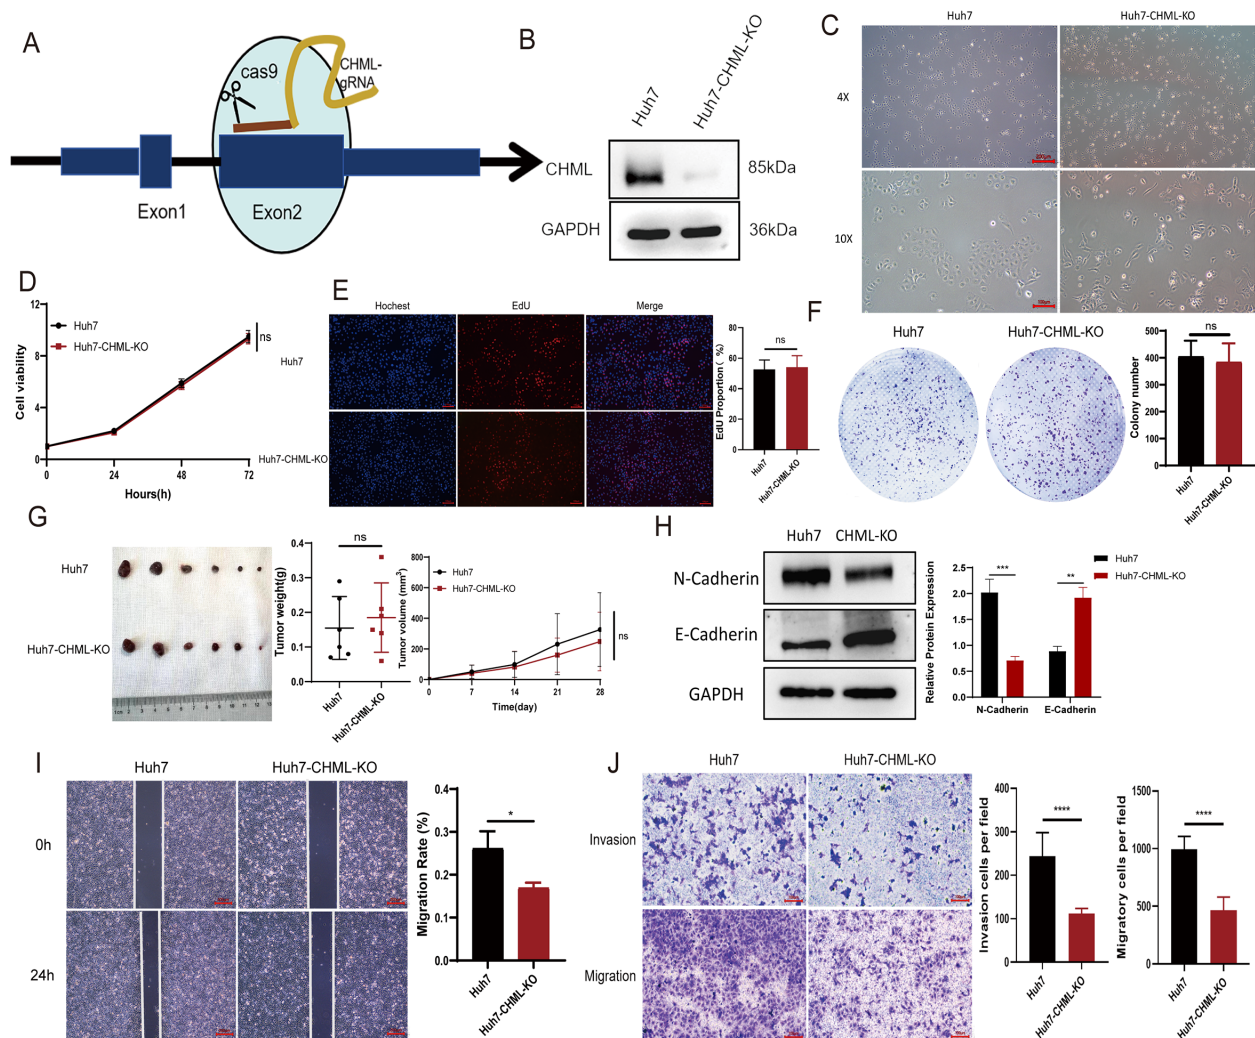 A
cas9
CHML-
gRNA
Exon1
Exon2
B
Huh7
Huh7-CHML-KO
CHML
85kDa
GAPDH
36kDa
C
Huh7
Huh7-CHML-KO
4X
10X
D
12
8
4
0
Cell viability
Huh7
Huh7-CHML-KO
ns
0
24
48
72
Hours(h)
E
Hochest
EdU
Merge
Huh7
Huh7-CHML-KO
EdU Proportion( %)
80
60
40
20
0
ns
Huh7
Huh7-CHML-KO
F
Huh7
Huh7-CHML-KO
Colony number
500
400
300
200
100
0
ns
Huh7
Huh7-CHML-KO
G
Huh7
Huh7-CHML-KO
Tumor weight(g)
0.4
0.3
0.2
0.1
0.0
ns
Huh7
Huh7-CHML-KO
Tumor volume (mm3)
800
600
400
200
0
Huh7
Huh7-CHML-KO
ns
0
7
14
21
28
Time(day)
H
Huh7
CHML-KO
N-Cadherin
E-Cadherin
GAPDH
Relative Protein Expression
2.5
2.0
1.5
1.0
0.5
0.0
***
**
Huh7
Huh7-CHML-KO
N-Cadherin
E-Cadherin
I
Huh7
Huh7-CHML-KO
0h
24h
Migration Rate (%)
0.4
0.3
0.2
0.1
0.0
*
Huh7
Huh7-CHML-KO
J
Huh7
Huh7-CHML-KO
Invasion
Migration
Invasion cells per field
300
200
100
0
****
Huh7
Huh7-CHML-KO
Migratory cells per field
1500
1000
500
0
****
Huh7
Huh7-CHML-KO